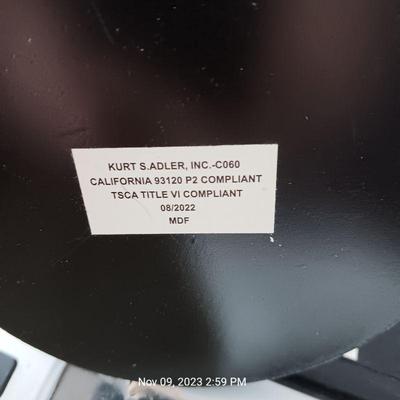 KURT S.ADLER, INC.-C060
CALIFORNIA 93120 P2 COMPLIANT
TSCA TITLE VI COMPLIANT
08/2022
MDF
Nov 09, 2023 2:59 PM